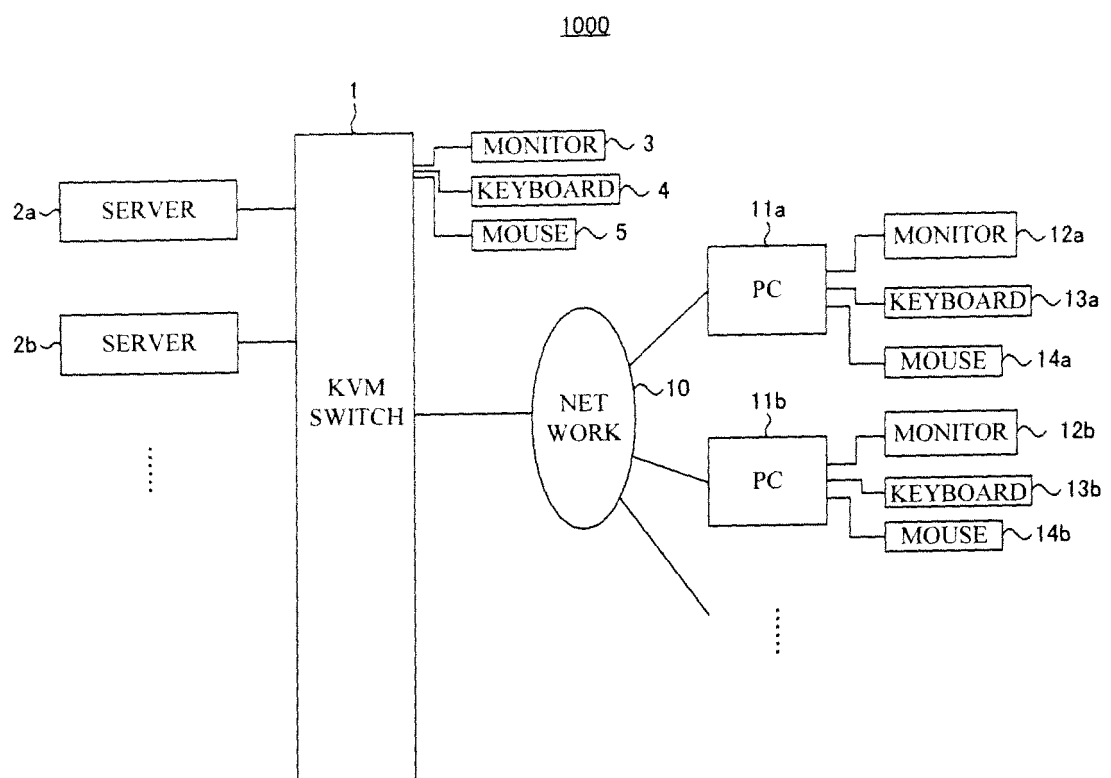 1000
1
MONITOR 3
KEYBOARD 4
MOUSE 5
2a SERVER
2b SERVER
KVM
SWITCH
NET
WORK
10
11a
PC
MONITOR 12a
KEYBOARD 13a
MOUSE 14a
11b
PC
MONITOR 12b
KEYBOARD 13b
MOUSE 14b